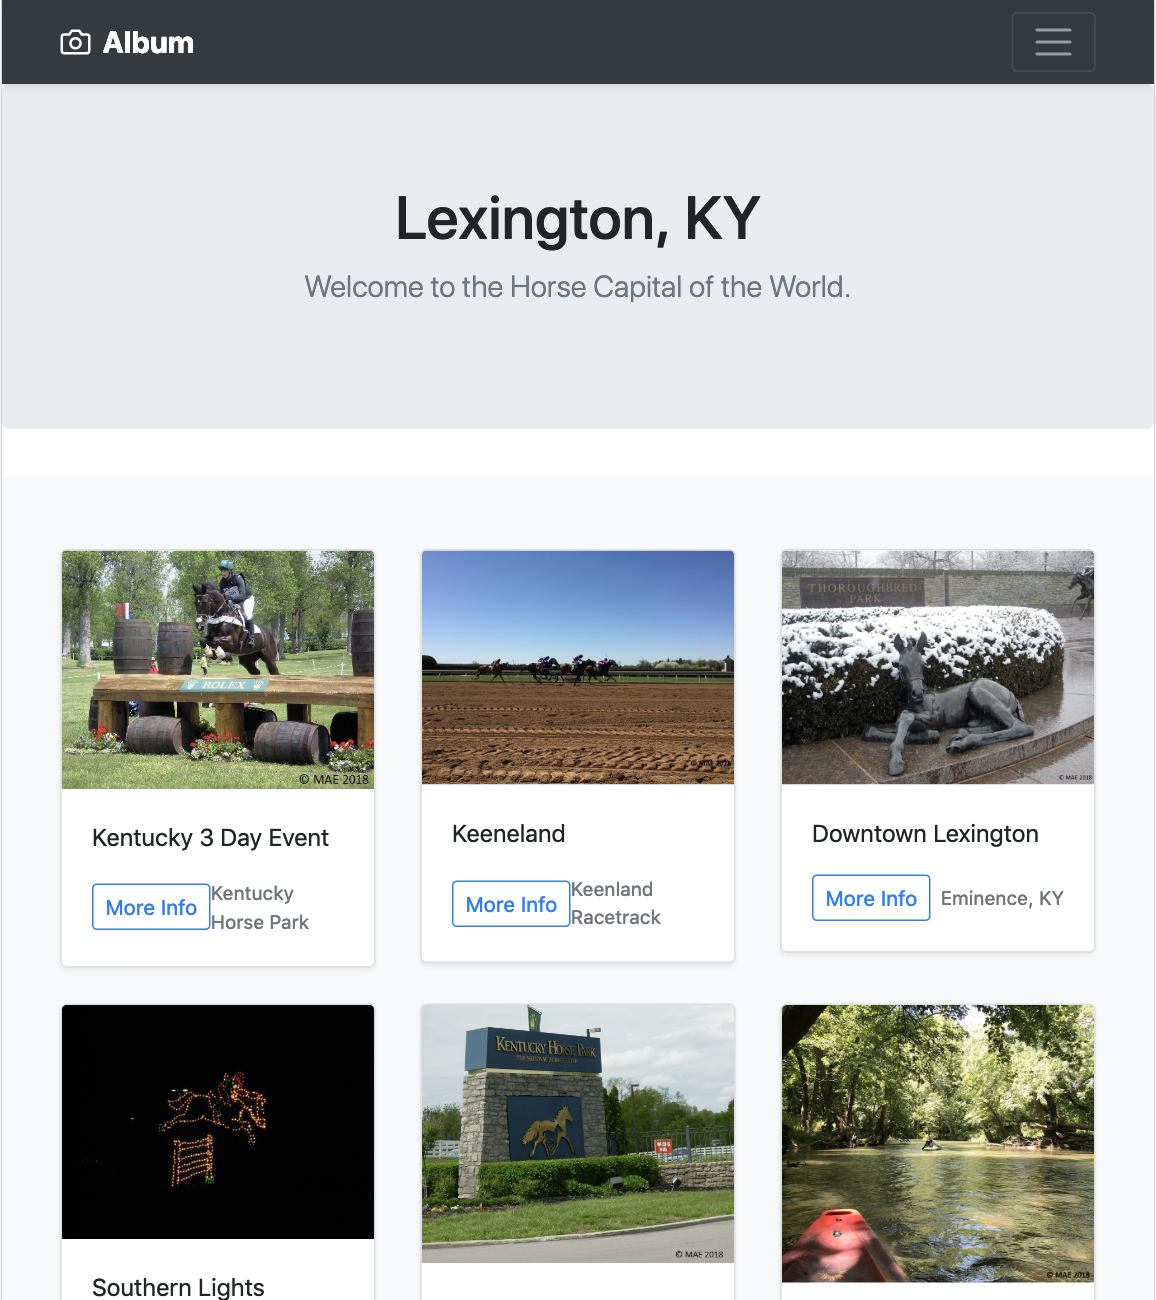 Album
Lexington, KY
Welcome to the Horse Capital of the World.
ROLEX
© MAE 2018
© MAE 2018
THOROUGHBRED
PARK
© MAE 2018
Kentucky 3 Day Event
Keeneland
Downtown Lexington
More Info
Kentucky
Horse Park
More Info
Keenland
Racetrack
More Info
Eminence, KY
KENTUCKY HORSE PARK
© MAE 2018
© MAE 2018
Southern Lights